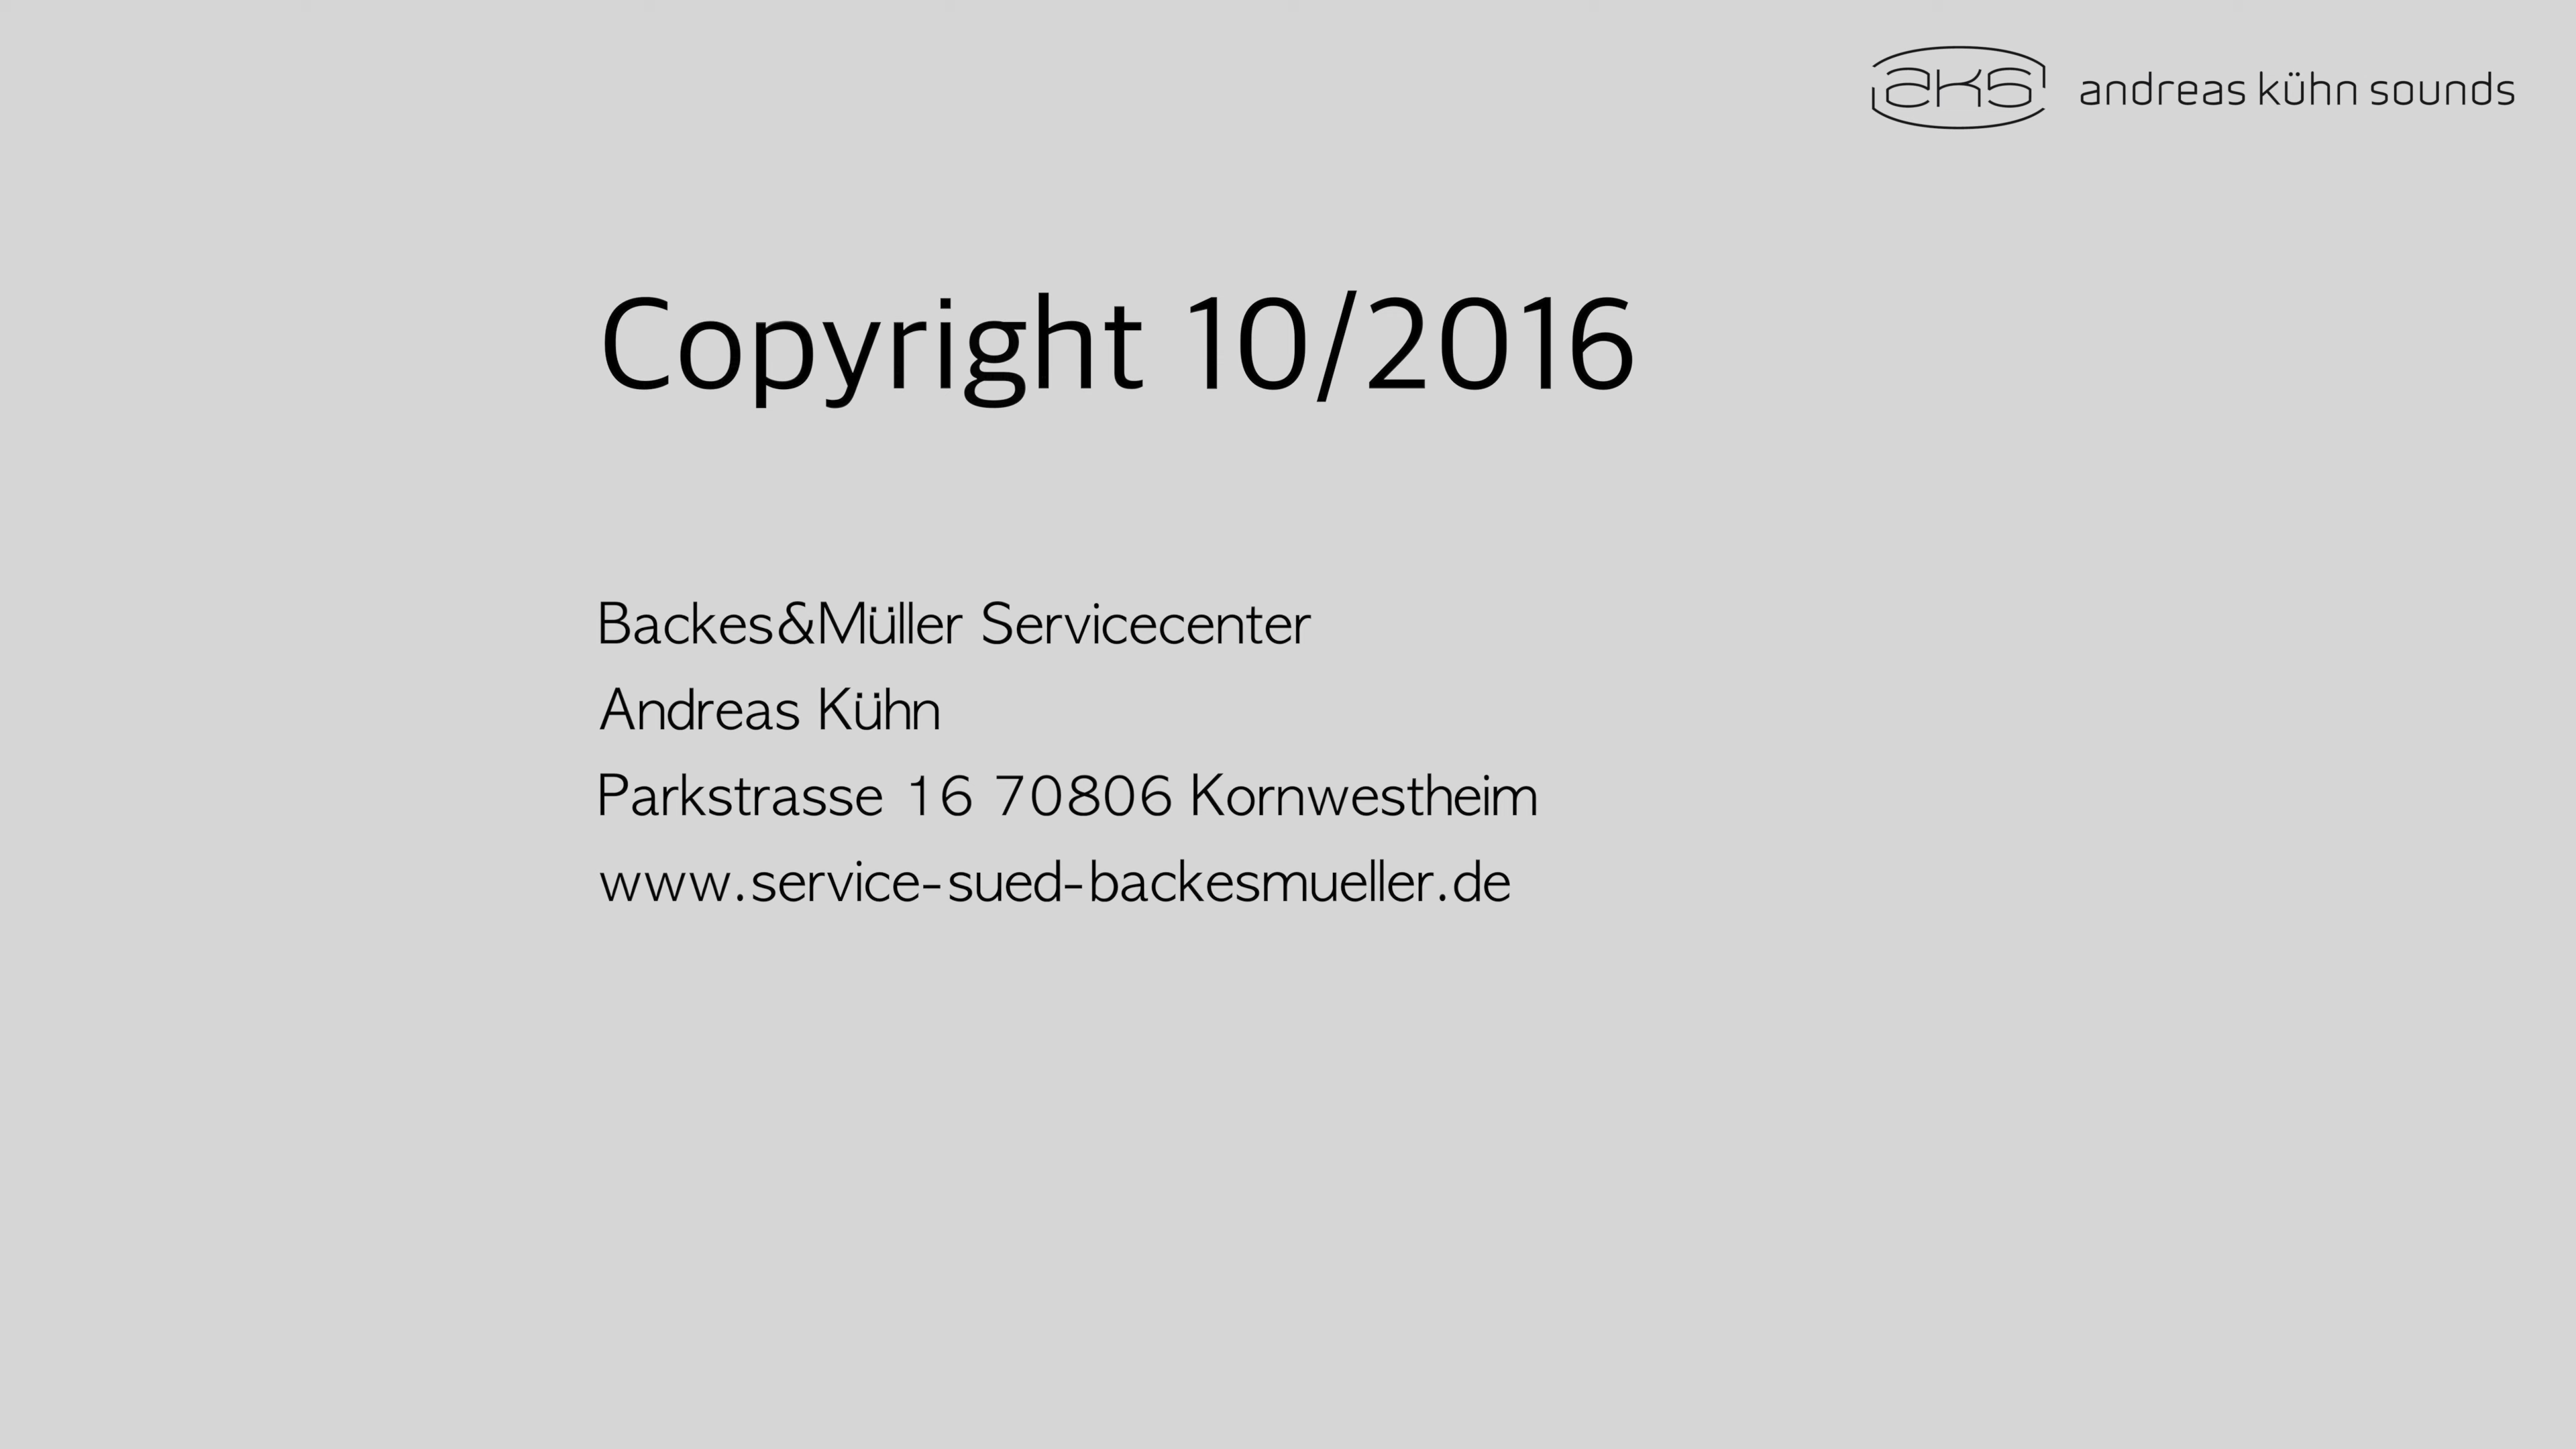 aks andreas kühn sounds
Copyright 10/2016
Backes&Müller Servicecenter
Andreas Kühn
Parkstrasse 16 70806 Kornwestheim
www.service-sued-backesmueller.de